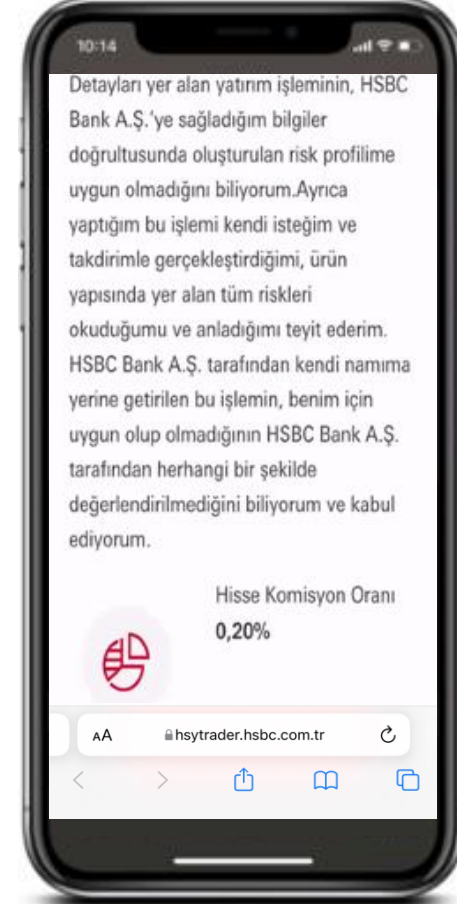 10:14
Detayları yer alan yatırım işleminin, HSBC
Bank A.Ş.'ye sağladığım bilgiler
doğrultusunda oluşturulan risk profilime
uygun olmadığını biliyorum.Ayrıca
yaptığım bu işlemi kendi isteğim ve
takdirimle gerçekleştirdiğimi, ürün
yapısında yer alan tüm riskleri
okuduğumu ve anladığımı teyit ederim.
HSBC Bank A.Ş. tarafından kendi namıma
yerine getirilen bu işlemin, benim için
uygun olup olmadığının HSBC Bank A.Ş.
tarafından herhangi bir şekilde
değerlendirilmediğini biliyorum ve kabul
ediyorum.
Hisse Komisyon Oranı
0,20%
AA hsytrader.hsbc.com.tr